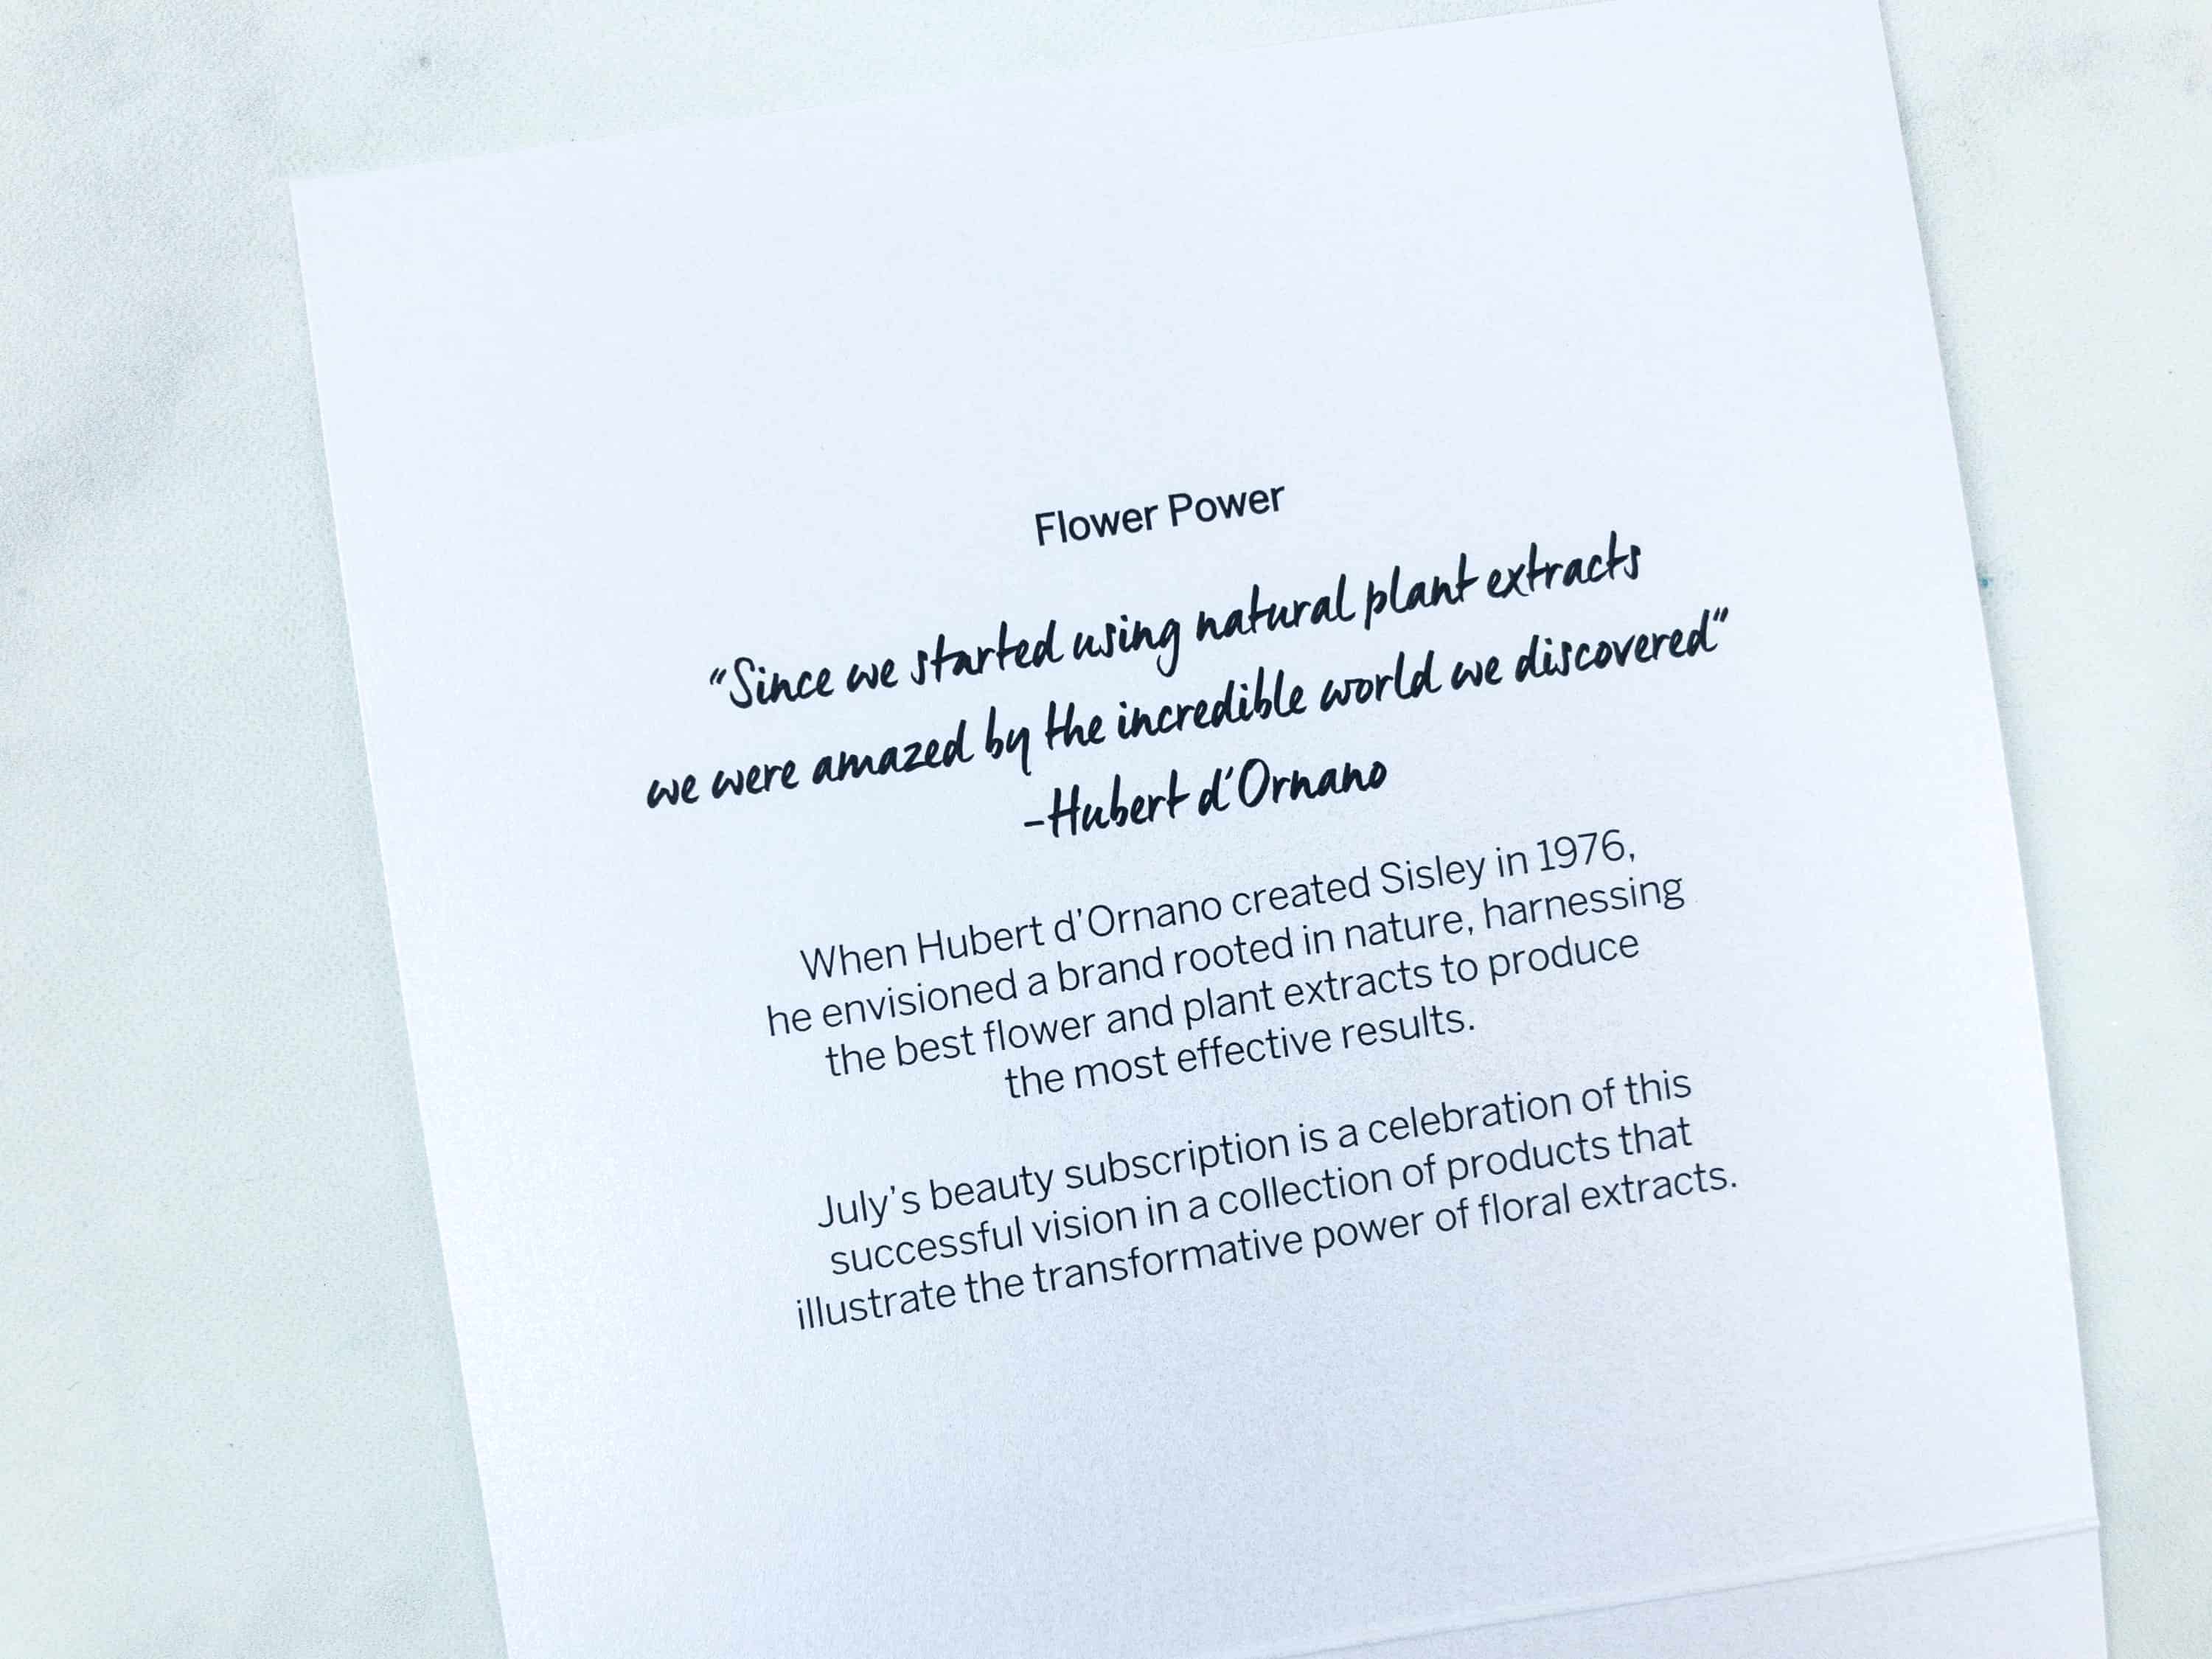 Flower Power
“Since we started using natural plant extracts
we were amazed by the incredible world we discovered”
-Hubert d'Ornano
When Hubert d'Ornano created Sisley in 1976,
he envisioned a brand rooted in nature, harnessing
the best flower and plant extracts to produce
the most effective results.
July's beauty subscription is a celebration of this
successful vision in a collection of products that
illustrate the transformative power of floral extracts.